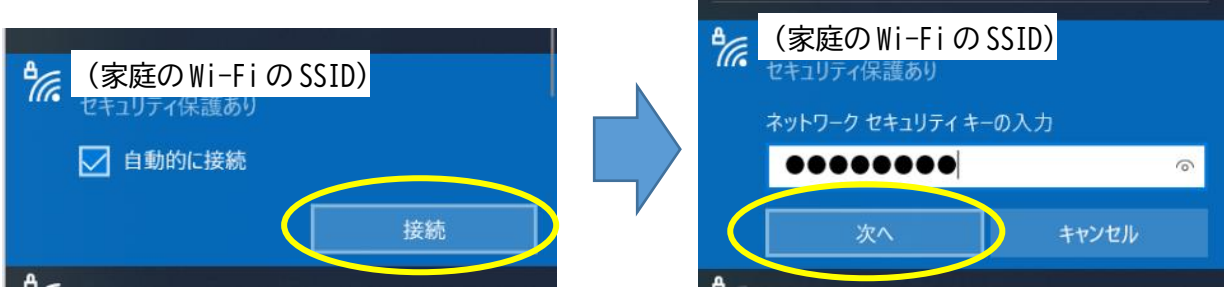 （家庭のWi-FiのSSID）
セキュリティ保護あり
自動的に接続
接続
（家庭のWi-FiのSSID）
セキュリティ保護あり
ネットワーク セキュリティ キーの入力
●●●●●●●●
次へ
キャンセル